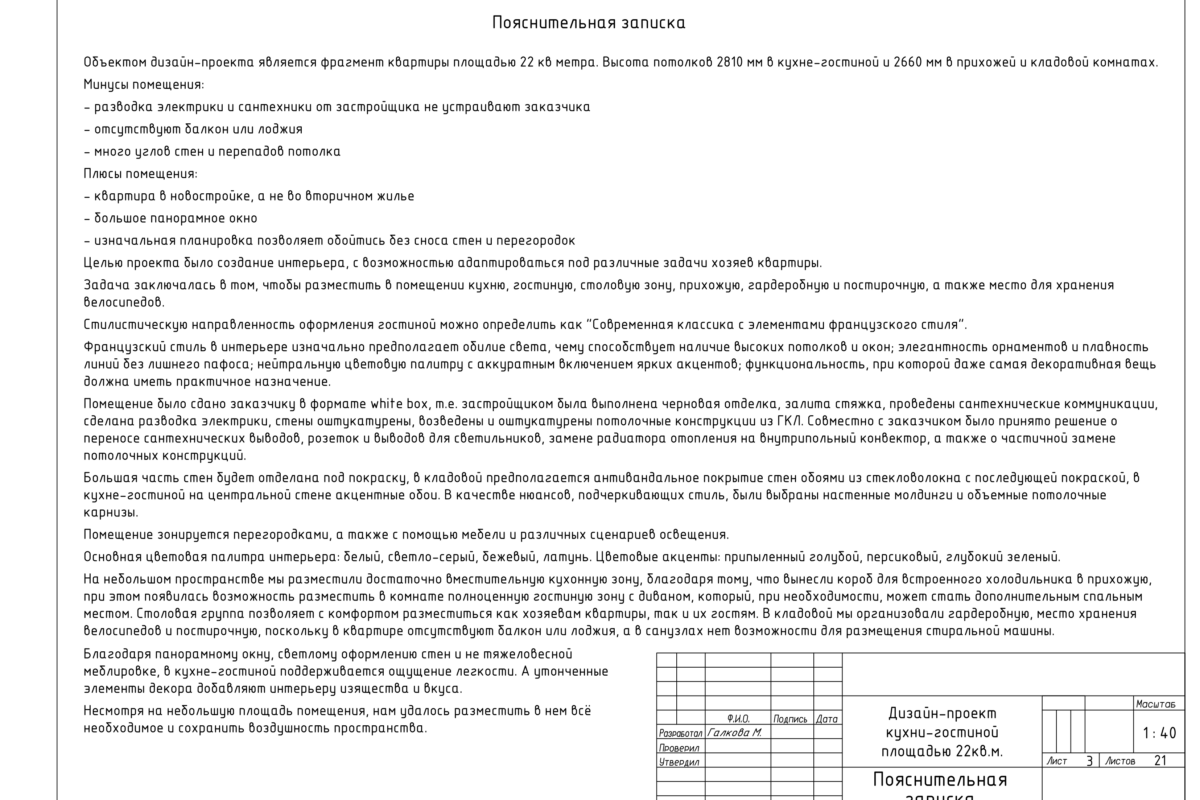 Пояснительная записка
Объектом дизайн-проекта является фрагмент квартиры площадью 22 кв метра. Высота потолков 2810 мм в кухне-гостиной и 2660 мм в прихожей и кладовой комнатах.
Минусы помещения:
- разводка электрики и сантехники от застройщика не устраивают заказчика
- отсутствуют балкон или лоджия
- много углов стен и перепадов потолка
Плюсы помещения:
- квартира в новостройке, а не во вторичном жилье
- большое панорамное окно
- изначальная планировка позволяет обойтись без сноса стен и перегородок
Целью проекта было создание интерьера, с возможностью адаптироваться под различные задачи хозяев квартиры.
Задача заключалась в том, чтобы разместить в помещении кухню, гостиную, столовую зону, прихожую, гардеробную и постирочную, а также место для хранения
велосипедов.
Стилистическую направленность оформления гостиной можно определить как "Современная классика с элементами французского стиля".
Французский стиль в интерьере изначально предполагает обилие света, чему способствует наличие высоких потолков и окон; элегантность орнаментов и плавность
линий без лишнего пафоса; нейтральную цветовую палитру с аккуратным включением ярких акцентов; функциональность, при которой даже самая декоративная вещь
должна иметь практичное назначение.
Помещение было сдано заказчику в формате white box, т.е. застройщиком была выполнена черновая отделка, залита стяжка, проведены сантехнические коммуникации,
сделана разводка электрики, стены оштукатурены, возведены и оштукатурены потолочные конструкции из ГКЛ. Совместно с заказчиком было принято решение о
переносе сантехнических выводов, розеток и выводов для светильников, замене радиатора отопления на внутрипольный конвектор, а также о частичной замене
потолочных конструкций.
Большая часть стен будет отделана под покраску, в кладовой предполагается антивандальное покрытие стен обоями из стекловолокна с последующей покраской, в
кухне-гостиной на центральной стене акцентные обои. В качестве нюансов, подчеркивающих стиль, были выбраны настенные молдинги и объемные потолочные
карнизы.
Помещение зонируется перегородками, а также с помощью мебели и различных сценариев освещения.
Основная цветовая палитра интерьера: белый, светло-серый, бежевый, латунь. Цветовые акценты: припыленный голубой, персиковый, глубокий зеленый.
На небольшом пространстве мы разместили достаточно вместительную кухонную зону, благодаря тому, что вынесли короб для встроенного холодильника в прихожую,
при этом появилась возможность разместить в комнате полноценную гостиную зону с диваном, который, при необходимости, может стать дополнительным спальным
местом. Столовая группа позволяет с комфортом разместиться как хозяевам квартиры, так и их гостям. В кладовой мы организовали гардеробную, место хранения
велосипедов и постирочную, поскольку в квартире отсутствуют балкон или лоджия, а в санузлах нет возможности для размещения стиральной машины.
Благодаря панорамному окну, светлому оформлению стен и не тяжеловесной
меблировке, в кухне-гостиной поддерживается ощущение легкости. А утонченные
элементы декора добавляют интерьеру изящества и вкуса.
Несмотря на небольшую площадь помещения, нам удалось разместить в нем всё
необходимое и сохранить воздушность пространства.
Ф.И.О. Подпись Дата
Разработал Галкова М.
Проверил
Утвердил
Дизайн-проект
кухни-гостиной
площадью 22кв.м.
Масштаб
1 : 40
Лист 3 Листов 21
Пояснительная
записка